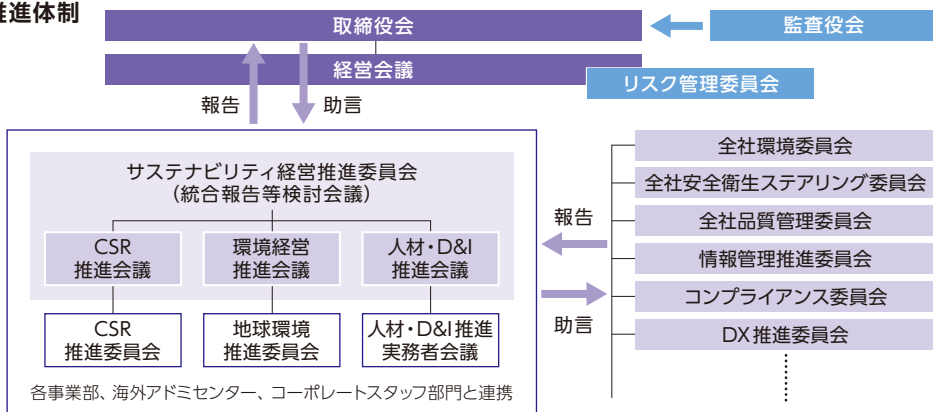 推進体制
取締役会
監査役会
経営会議
リスク管理委員会
報告
助言
サステナビリティ経営推進委員会
(統合報告等検討会議)
CSR
推進会議
環境経営
推進会議
人材・D&I
推進会議
CSR
推進委員会
地球環境
推進委員会
人材・D&I推進
実務者会議
各事業部、海外アドミセンター、コーポレートスタッフ部門と連携
報告
助言
全社環境委員会
全社安全衛生ステアリング委員会
全社品質管理委員会
情報管理推進委員会
コンプライアンス委員会
DX推進委員会